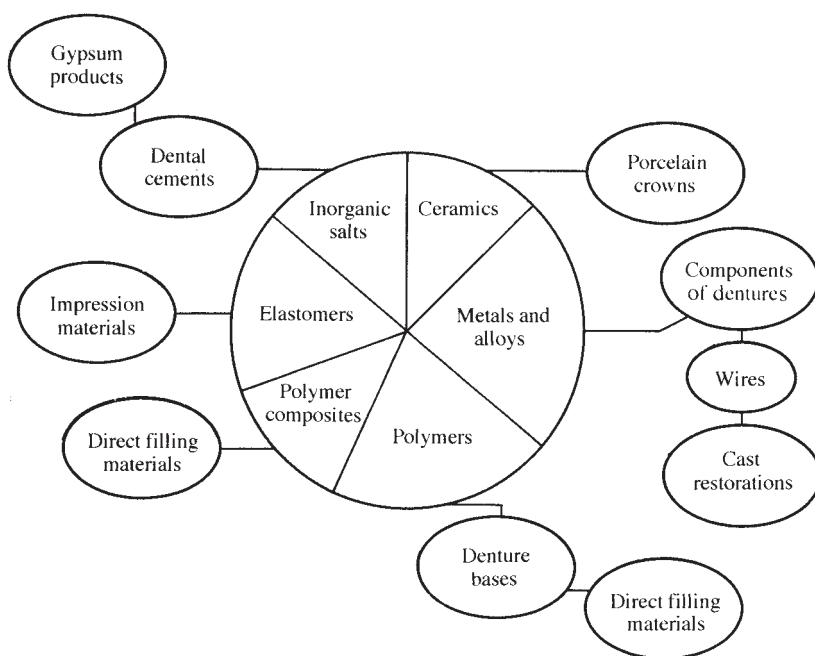 Gypsum
products
Dental
cements
Porcelain
crowns
Inorganic
salts
Ceramics
Components
of dentures
Impression
materials
Elastomers
Metals and
alloys
Wires
Polymer
composites
Direct filling
materials
Polymers
Cast
restorations
Denture
bases
Direct filling
materials